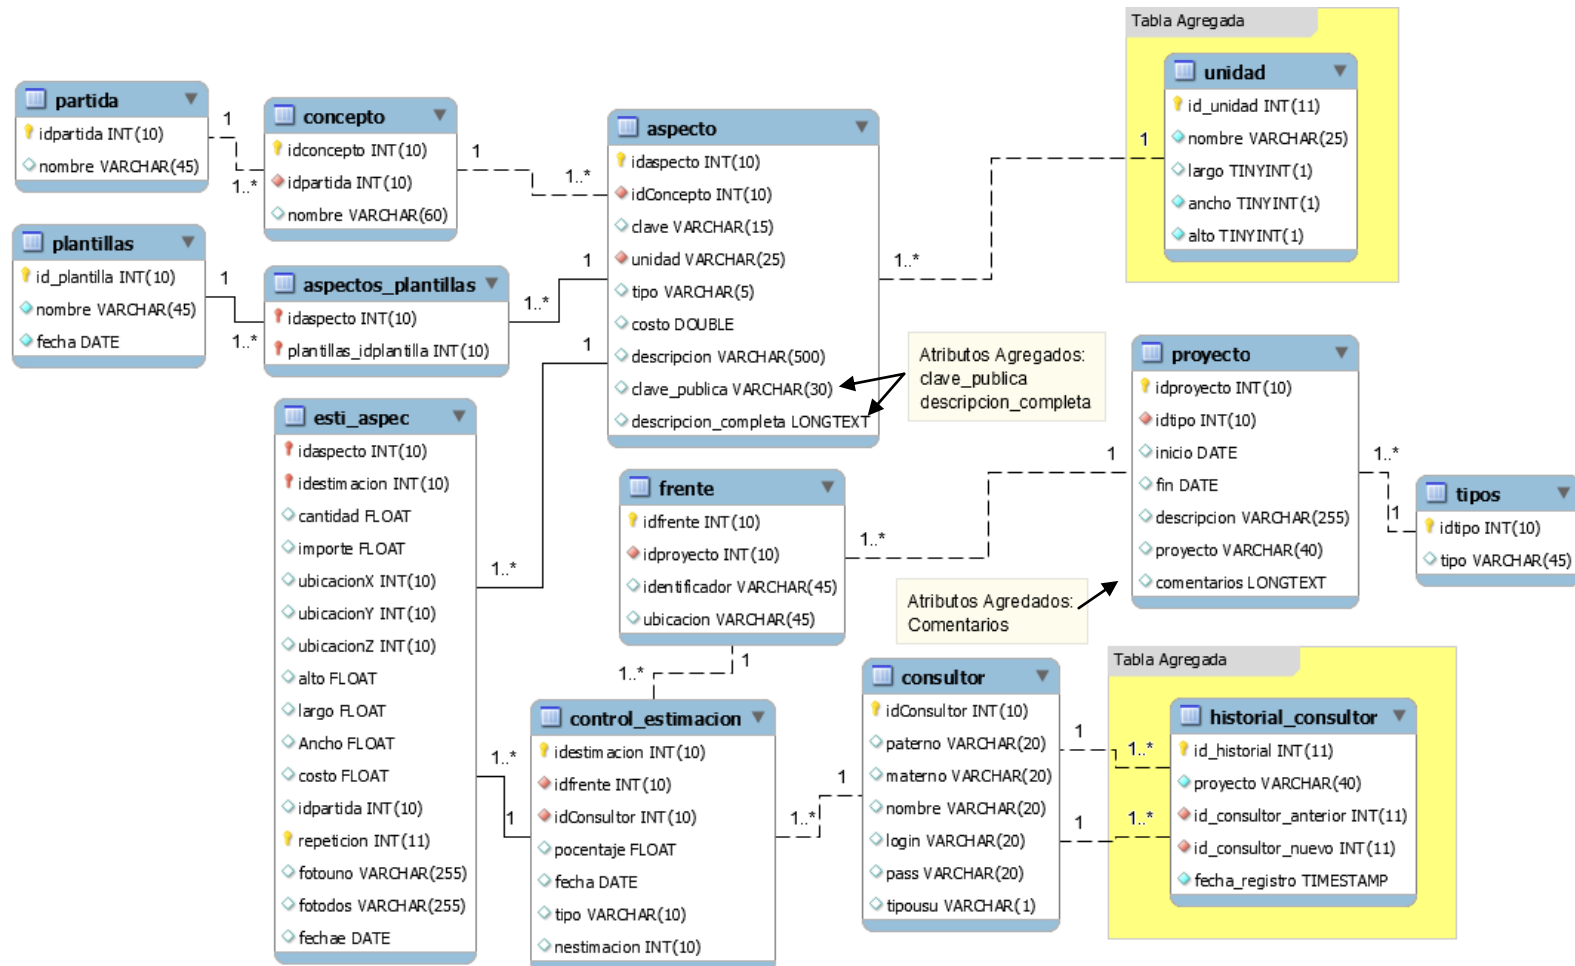 partida
idpartida INT(10)
nombre VARCHAR(45)
1
1..*
concepto
idconcepto INT(10)
idpartida INT(10)
nombre VARCHAR(60)
1
1..*
plantillas
id_plantilla INT(10)
nombre VARCHAR(45)
fecha DATE
1
1..*
aspectos_plantillas
idaspecto INT(10)
plantillas_idplantilla INT(10)
1
1..*
aspecto
idaspecto INT(10)
idConcepto INT(10)
clave VARCHAR(15)
unidad VARCHAR(25)
tipo VARCHAR(5)
costo DOUBLE
descripcion VARCHAR(500)
clave_publica VARCHAR(30)
descripcion_completa LONGTEXT
1..*
1
Tabla Agregada
unidad
id_unidad INT(11)
nombre VARCHAR(25)
largo TINYINT(1)
ancho TINYINT(1)
alto TINYINT(1)
Atributos Agregados:
clave_publica
descripcion_completa
esti_aspec
idaspecto INT(10)
idestimacion INT(10)
cantidad FLOAT
importe FLOAT
ubicacionX INT(10)
ubicacionY INT(10)
ubicacionZ INT(10)
alto FLOAT
largo FLOAT
Ancho FLOAT
costo FLOAT
idpartida INT(10)
repeticion INT(11)
fotouno VARCHAR(255)
fotodos VARCHAR(255)
fechae DATE
1
1..*
1..*
1
frente
idfrente INT(10)
idproyecto INT(10)
identificador VARCHAR(45)
ubicacion VARCHAR(45)
1..*
1
1..*
1
proyecto
idproyecto INT(10)
idtipo INT(10)
inicio DATE
fin DATE
descripcion VARCHAR(255)
proyecto VARCHAR(40)
comentarios LONGTEXT
1..*
1
tipos
idtipo INT(10)
tipo VARCHAR(45)
Atributos Agredados:
Comentarios
control_estimacion
idestimacion INT(10)
idfrente INT(10)
idConsultor INT(10)
pocentaje FLOAT
fecha DATE
tipo VARCHAR(10)
nestimacion INT(10)
1
1..*
consultor
idConsultor INT(10)
paterno VARCHAR(20)
materno VARCHAR(20)
nombre VARCHAR(20)
login VARCHAR(20)
pass VARCHAR(20)
tipousu VARCHAR(1)
1
1..*
1
1..*
Tabla Agregada
historial_consultor
id_historial INT(11)
proyecto VARCHAR(40)
id_consultor_anterior INT(11)
id_consultor_nuevo INT(11)
fecha_registro TIMESTAMP